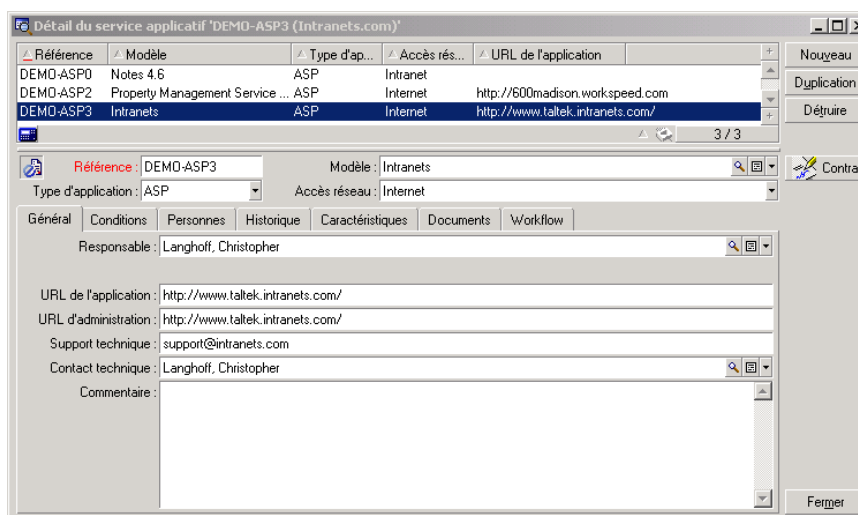 Détail du service applicatif 'DEMO-ASP3 (Intranets.com)'
Référence Modèle Type d'ap... Accès rés... URL de l'application
DEMO-ASP0 Notes 4.6 ASP Intranet
DEMO-ASP2 Property Management Service ... ASP Internet http://600madison.workspeed.com
DEMO-ASP3 Intranets ASP Internet http://www.taltek.intranets.com/
3 / 3
Nouveau
Duplication
Détruire
Référence : DEMO-ASP3 Modèle : Intranets
Contra
Type d'application : ASP Accès réseau : Internet
Général Conditions Personnes Historique Caractéristiques Documents Workflow
Responsable : Langhoff, Christopher
URL de l'application : http://www.taltek.intranets.com/
URL d'administration : http://www.taltek.intranets.com/
Support technique : support@intranets.com
Contact technique : Langhoff, Christopher
Commentaire :
Fermer